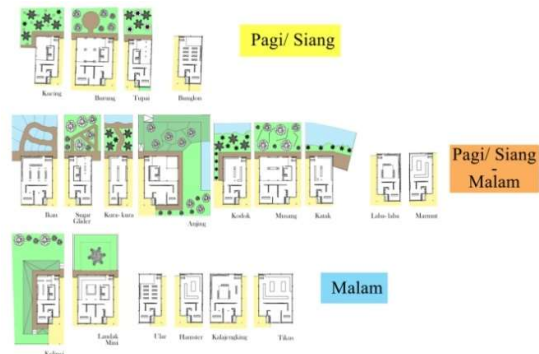 Pagi/ Siang
Kucing
Burung
Tupai
Bunglon
Pagi/ Siang
-
Malam
Ikan
Sugar
Glider
Kura- kura
Anjing
Kodok
Musang
Katak
Laba- laba
Marmut
Malam
Kelinci
Landak
Mini
Ular
Hamster
Kalajengking
Tikus